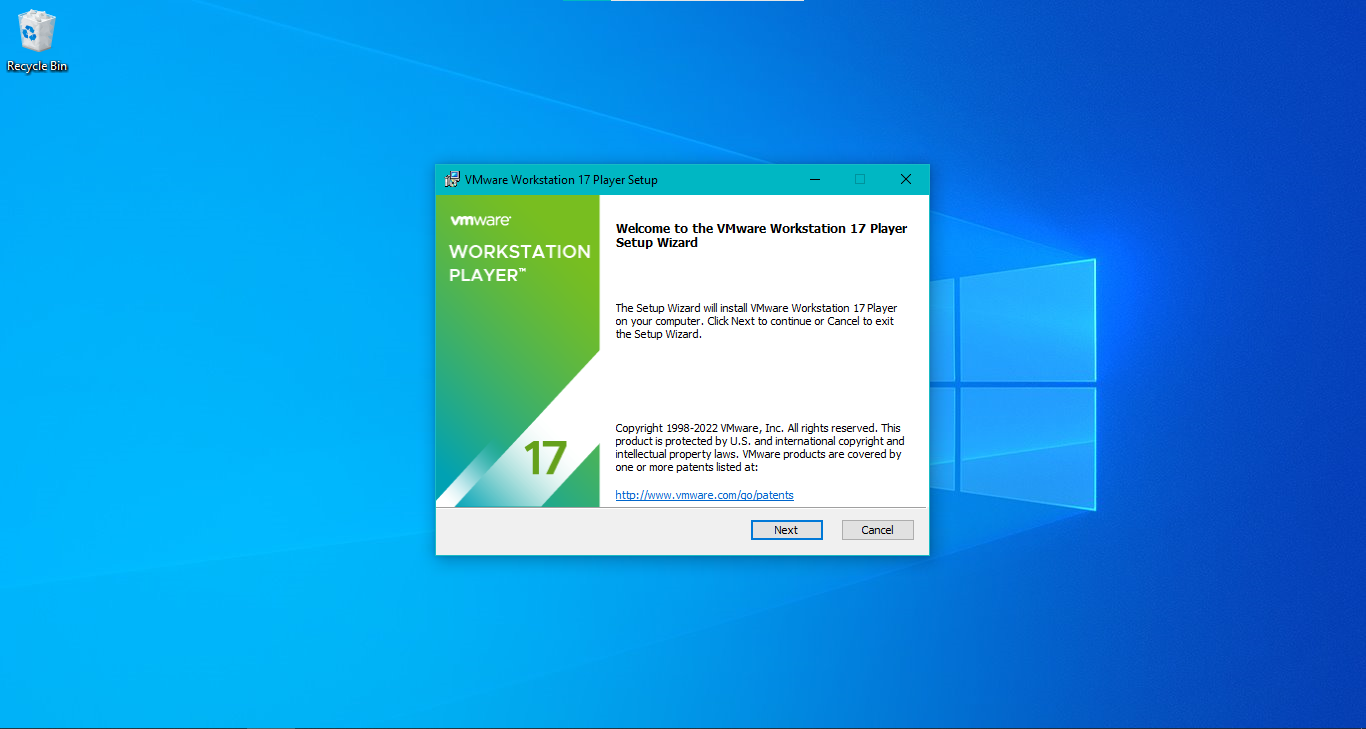 Recycle Bin
VMware Workstation 17 Player Setup
vmware®
WORKSTATION
PLAYER™
17
Welcome to the VMware Workstation 17 Player
Setup Wizard
The Setup Wizard will install VMware Workstation 17 Player
on your computer. Click Next to continue or Cancel to exit
the Setup Wizard.
Copyright 1998-2022 VMware, Inc. All rights reserved. This
product is protected by U.S. and international copyright and
intellectual property laws. VMware products are covered by
one or more patents listed at:
http://www.vmware.com/go/patents
Next
Cancel